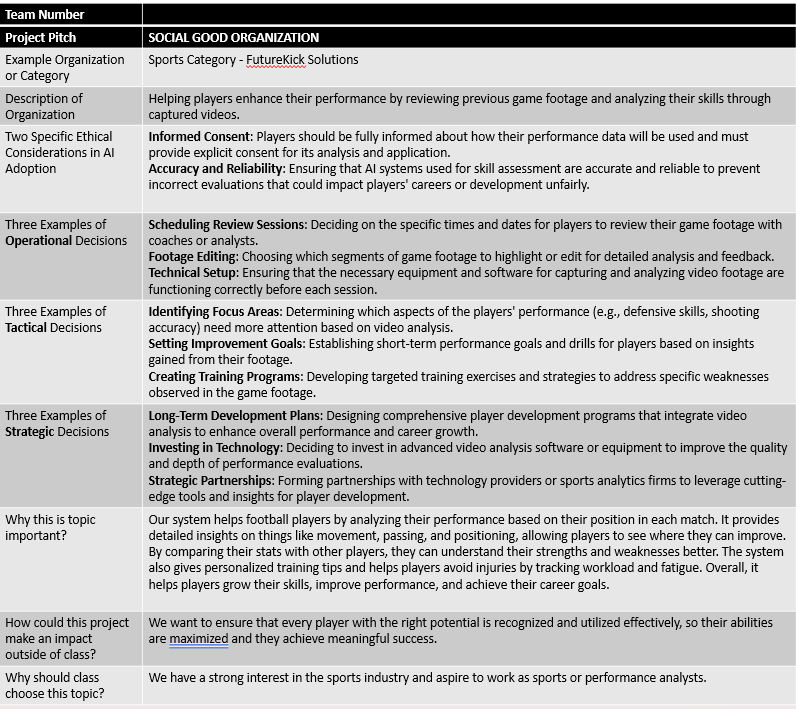 Team Number
Project Pitch SOCIAL GOOD ORGANIZATION
Example Organization or Category
Sports Category - FutureKick Solutions
Description of Organization
Helping players enhance their performance by reviewing previous game footage and analyzing their skills through
captured videos.
Two Specific Ethical
Considerations in AI
Adoption
Informed Consent: Players should be fully informed about how their performance data will be used and must
provide explicit consent for its analysis and application.
Accuracy and Reliability: Ensuring that AI systems used for skill assessment are accurate and reliable to prevent
incorrect evaluations that could impact players' careers or development unfairly.
Three Examples of
Operational Decisions
Scheduling Review Sessions: Deciding on the specific times and dates for players to review their game footage with
coaches or analysts.
Footage Editing: Choosing which segments of game footage to highlight or edit for detailed analysis and feedback.
Technical Setup: Ensuring that the necessary equipment and software for capturing and analyzing video footage are
functioning correctly before each session.
Three Examples of
Tactical Decisions
Identifying Focus Areas: Determining which aspects of the players' performance (e.g., defensive skills, shooting
accuracy) need more attention based on video analysis.
Setting Improvement Goals: Establishing short-term performance goals and drills for players based on insights
gained from their footage.
Creating Training Programs: Developing targeted training exercises and strategies to address specific weaknesses
observed in the game footage.
Three Examples of
Strategic Decisions
Long-Term Development Plans: Designing comprehensive player development programs that integrate video
analysis to enhance overall performance and career growth.
Investing in Technology: Deciding to invest in advanced video analysis software or equipment to improve the quality
and depth of performance evaluations.
Strategic Partnerships: Forming partnerships with technology providers or sports analytics firms to leverage cutting-
edge tools and insights for player development.
Why this is topic
important?
Our system helps football players by analyzing their performance based on their position in each match. It provides
detailed insights on things like movement, passing, and positioning, allowing players to see where they can improve.
By comparing their stats with other players, they can understand their strengths and weaknesses better. The system
also gives personalized training tips and helps players avoid injuries by tracking workload and fatigue. Overall, it
helps players grow their skills, improve performance, and achieve their career goals.
How could this project
make an impact
outside of class?
We want to ensure that every player with the right potential is recognized and utilized effectively, so their abilities
are maximized and they achieve meaningful success.
Why should class
choose this topic?
We have a strong interest in the sports industry and aspire to work as sports or performance analysts.